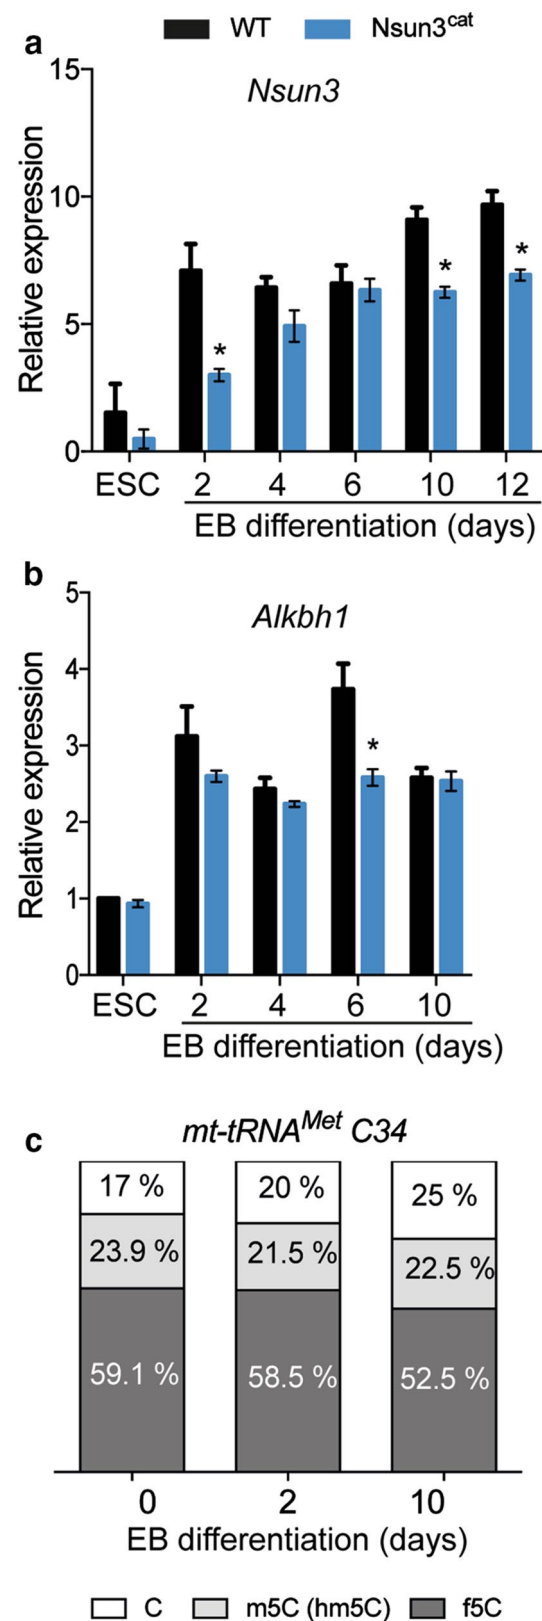 a
WT Nsun3cat
Nsun3
Relative expression
15
10
5
0
* * *
ESC 2 4 6 10 12
EB differentiation (days)
b
Alkbh1
Relative expression
5
4
3
2
1
0
*
ESC 2 4 6 10
EB differentiation (days)
c
mt-tRNAMet C34
17 % 20 % 25 %
23.9 % 21.5 % 22.5 %
59.1 % 58.5 % 52.5 %
0 2 10
EB differentiation (days)
C m5C (hm5C) f5C